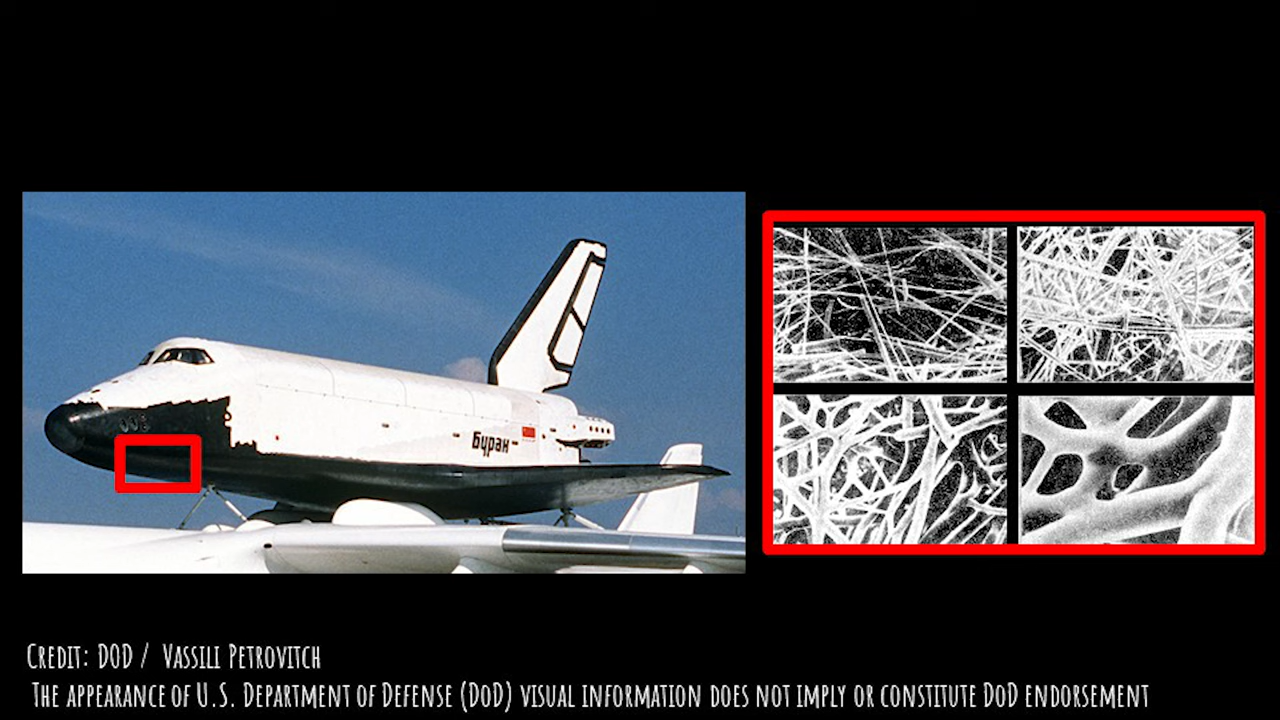 Буран
Credit: DOD / Vassili Petrovitch
The appearance of U.S. Department of Defense (DoD) visual information does not imply or constitute DoD endorsement